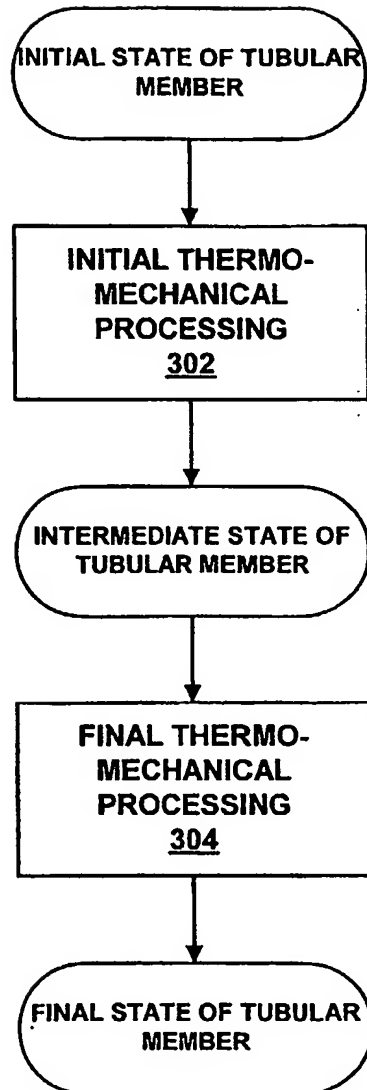 INITIAL STATE OF TUBULAR
MEMBER
INITIAL THERMO-
MECHANICAL
PROCESSING
302
INTERMEDIATE STATE OF
TUBULAR MEMBER
FINAL THERMO-
MECHANICAL
PROCESSING
304
FINAL STATE OF TUBULAR
MEMBER